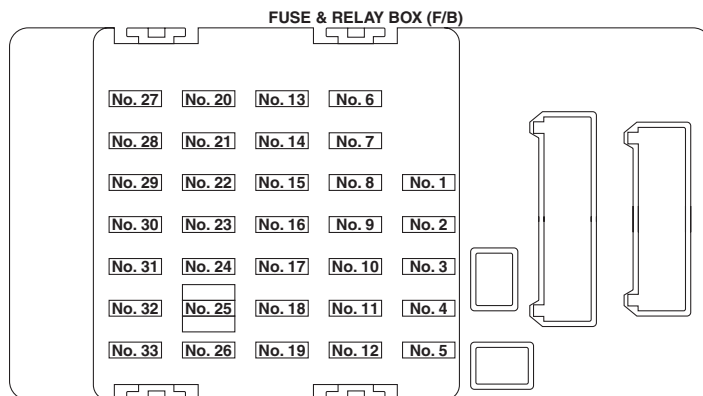 FUSE & RELAY BOX (F/B)
No. 27 No. 20 No. 13 No. 6
No. 28 No. 21 No. 14 No. 7
No. 29 No. 22 No. 15 No. 8 No. 1
No. 30 No. 23 No. 16 No. 9 No. 2
No. 31 No. 24 No. 17 No. 10 No. 3
No. 32 No. 25 No. 18 No. 11 No. 4
No. 33 No. 26 No. 19 No. 12 No. 5